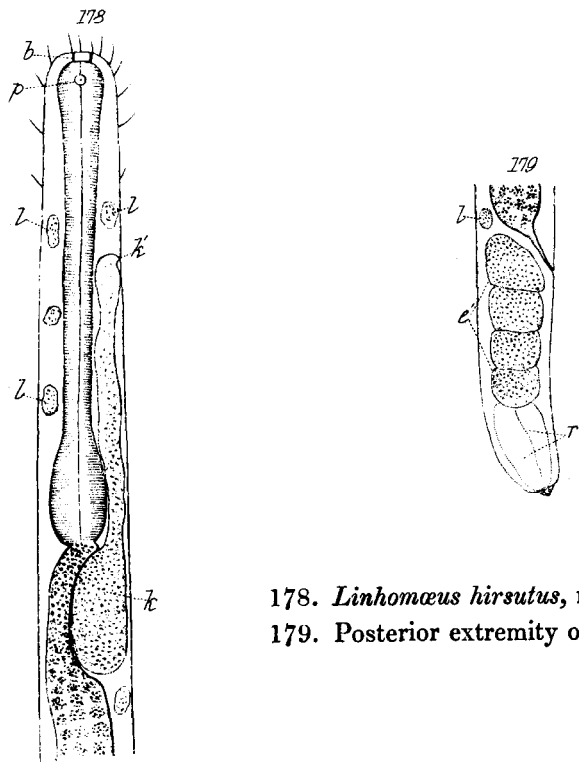 178
b
p
l
l
k'
l
k
179
l
e
r
178. Linhomœus hirsutus,
179. Posterior extremity o